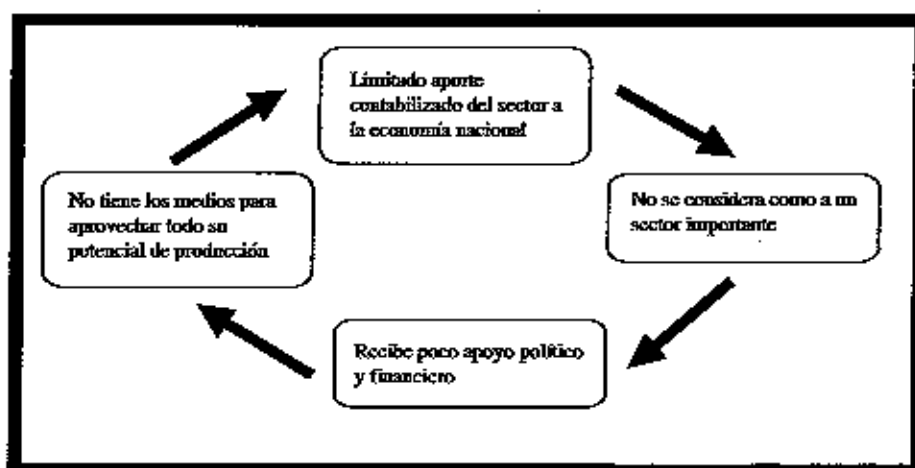 Limitado aporte
contabilizado del sector a
la economía nacional
No se considera como a un
sector importante
Recibe poco apoyo político
y financiero
No tiene los medios para
aprovechar todo su
potencial de producción